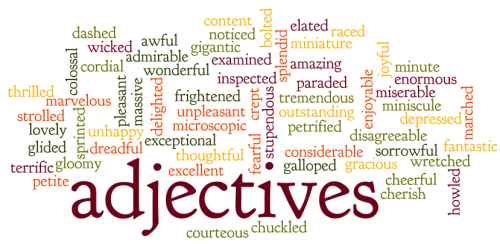 content
bolted
elated
dashed
noticed
splendid
raced
wicked
awful
gigantic
miniature
joyful
colossal
admirable
examined
amazing
minute
cordial
wonderful
inspected
paraded
enormous
thrilled
pleasant
massive
delighted
frightened
crept
stupendous
tremendous
enjoyable
miserable
marvelous
unpleasant
outstanding
miniscule
marched
strolled
sprinted
microscopic
petrified
depressed
lovely
unhappy
exceptional
disagreeable
fantastic
glided
dreadful
thoughtful
fearful
considerable
sorrowful
gloomy
excellent
galloped
gracious
wretched
terrific
cheerful
howled
petite
adjectives
cherish
courteous
chuckled